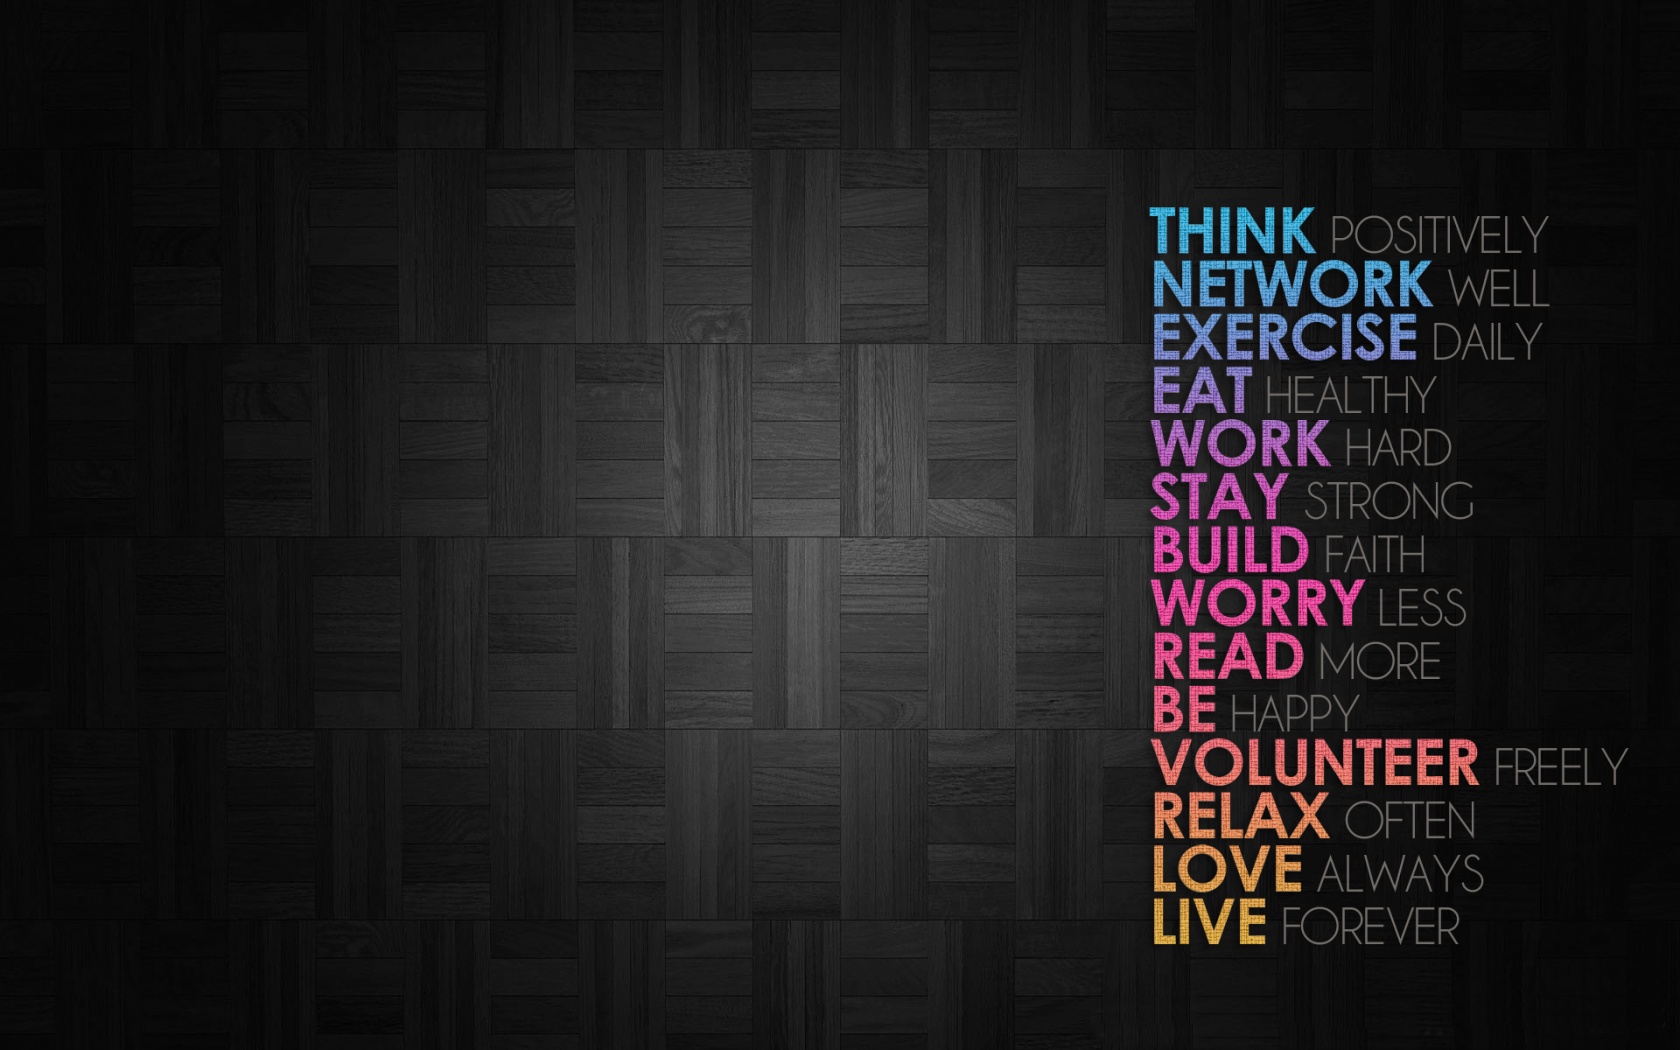 THINK POSITIVELY
NETWORK WELL
EXERCISE DAILY
EAT HEALTHY
WORK HARD
STAY STRONG
BUILD FAITH
WORRY LESS
READ MORE
BE HAPPY
VOLUNTEER FREELY
RELAX OFTEN
LOVE ALWAYS
LIVE FOREVER